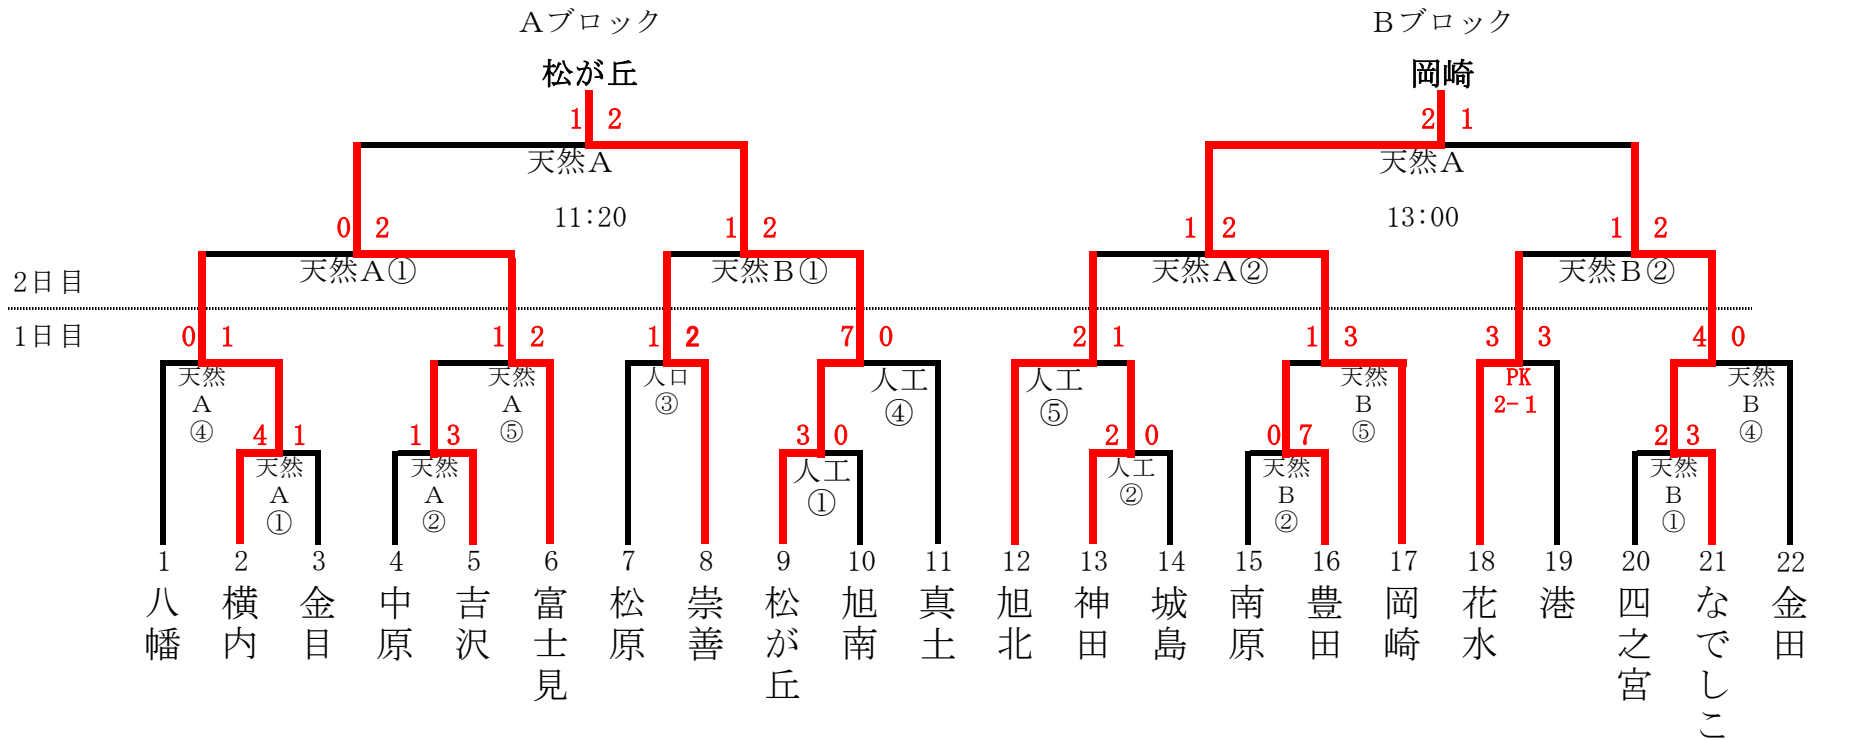 Aブロック Bブロック
松が丘 岡崎
1 2 2 1
天然A 天然A
11:20 13:00
0 2 1 2 1 2 1 2
天然A① 天然B① 天然A② 天然B②
2日目
1日目
0 1 1 2 1 2 7 0 2 1 1 3 3 3 4 0
天然 天然 人口 人工 人工 天然 PK 天然
A A ③ ④ ⑤ B 2-1 B
④ ⑤ ⑤ ④
4 1 1 3 3 0 2 0 0 7 2 3
天然 天然 人工 人工 天然 天然
A A ① ② B B
① ② ② ①
1 2 3 4 5 6 7 8 9 10 11 12 13 14 15 16 17 18 19 20 21 22
八幡
横内
金目
中原
吉沢
富士見
松原
崇善
松が丘
旭南
真土
旭北
神田
城島
南原
豊田
岡崎
花水
港
四之宮
なでしこ
金田